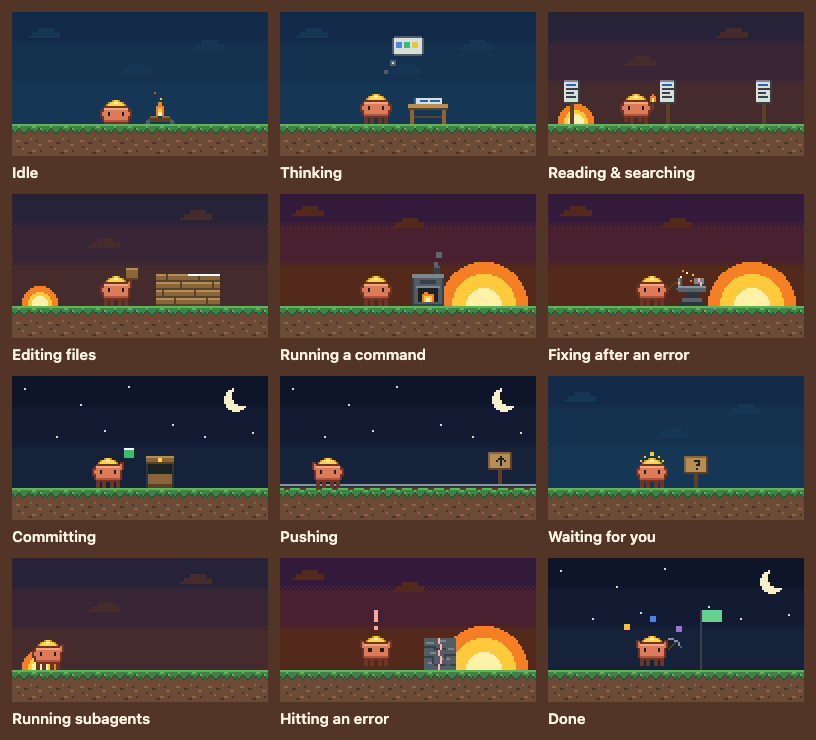 Idle
Thinking
Reading & searching
Editing files
Running a command
Fixing after an error
Committing
Pushing
?
Waiting for you
Running subagents
!
Hitting an error
Done